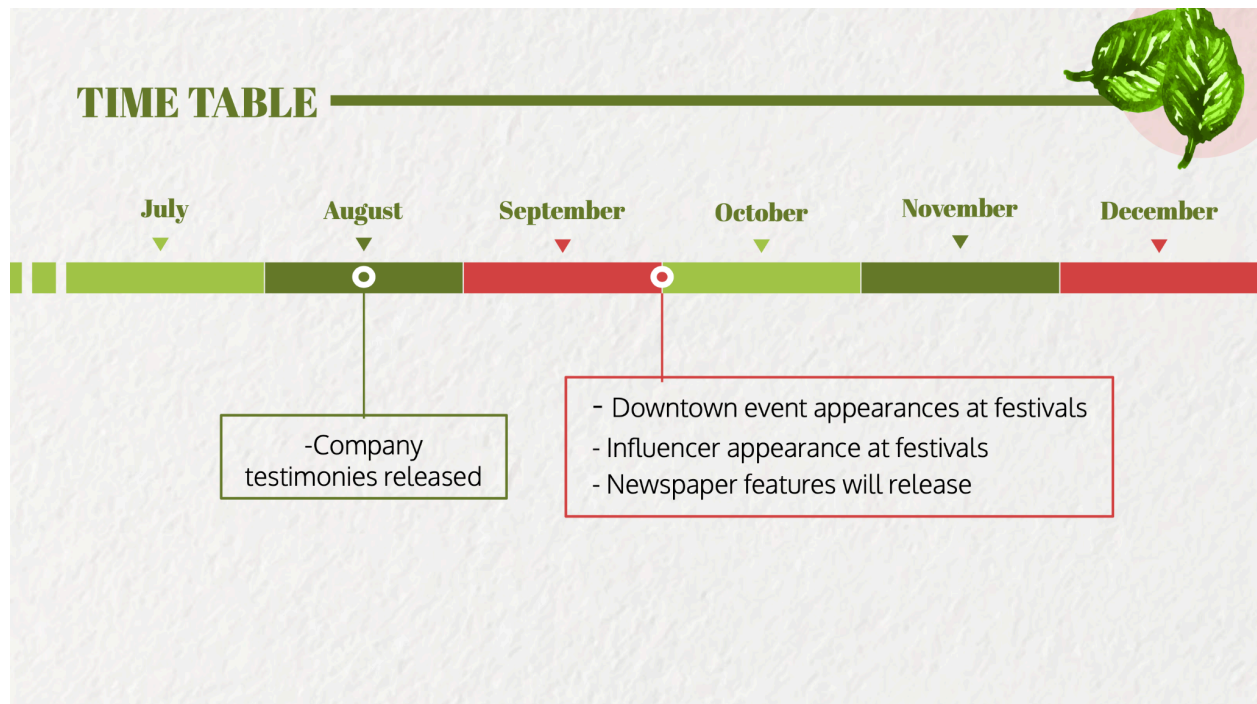 TIME TABLE
July
August
September
October
November
December
-Company
testimonies released
- Downtown event appearances at festivals
- Influencer appearance at festivals
- Newspaper features will release